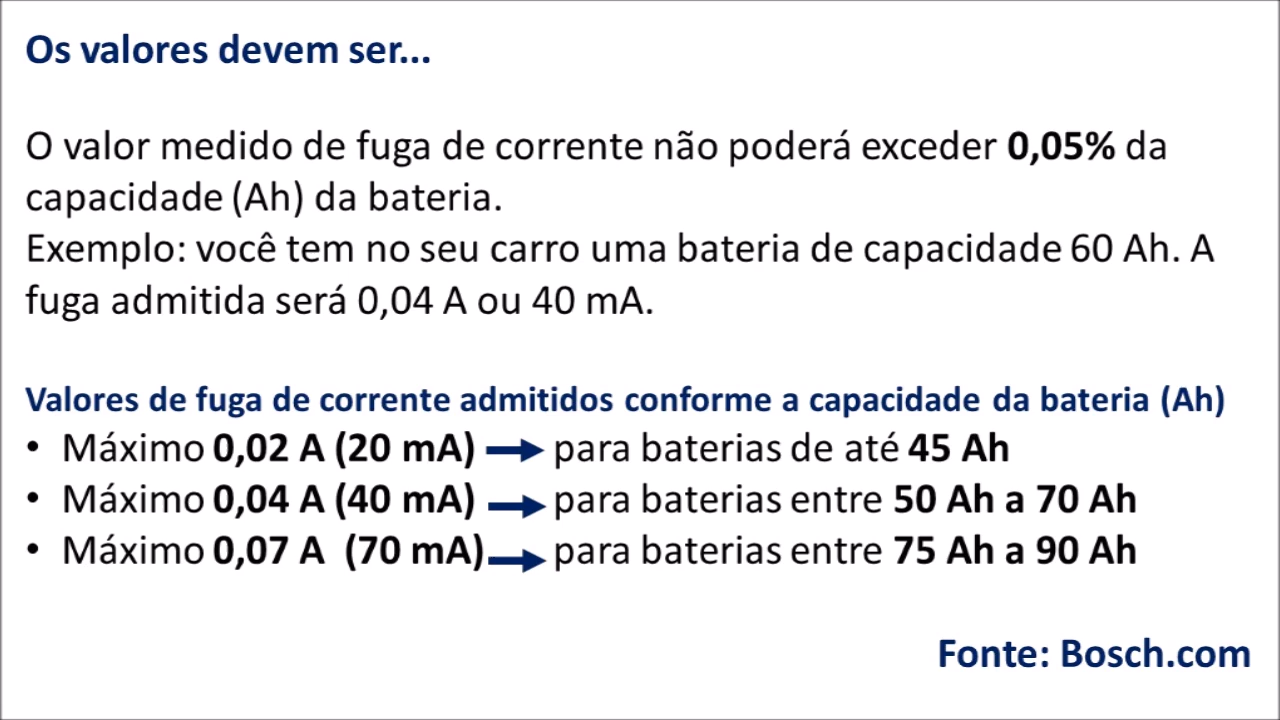 Os valores devem ser...
O valor medido de fuga de corrente não poderá exceder 0,05% da
capacidade (Ah) da bateria.
Exemplo: você tem no seu carro uma bateria de capacidade 60 Ah. A
fuga admitida será 0,04 A ou 40 mA.
Valores de fuga de corrente admitidos conforme a capacidade da bateria (Ah)
• Máximo 0,02 A (20 mA) → para baterias de até 45 Ah
• Máximo 0,04 A (40 mA) → para baterias entre 50 Ah a 70 Ah
• Máximo 0,07 A (70 mA) → para baterias entre 75 Ah a 90 Ah
Fonte: Bosch.com